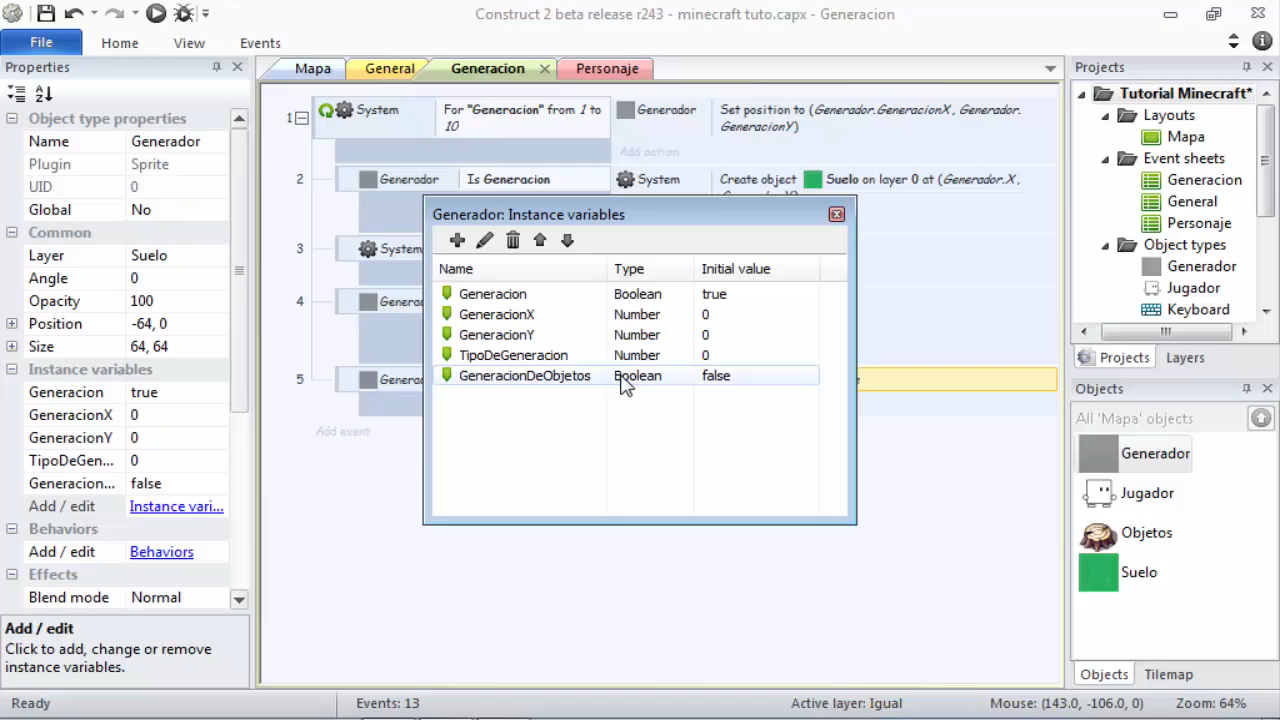 Construct 2 beta release r243 - minecraft tuto.capx - Generacion
File
Home
View
Events
Properties
Object type properties
Name Generador
Plugin Sprite
UID 0
Global No
Common
Layer Suelo
Angle 0
Opacity 100
Position -64, 0
Size 64, 64
Instance variables
Generacion true
GeneracionX 0
GeneracionY 0
TipoDeGen... 0
Generacion... false
Add / edit Instance vari...
Behaviors
Add / edit Behaviors
Effects
Blend mode Normal
Add / edit
Click to add, change or remove
instance variables.
Mapa
General
Generacion
Personaje
1 System For "Generacion" from 1 to
10
Generador Set position to (Generador.GeneracionX, Generador.
GeneracionY)
Add action
2 Generador Is Generacion System Create object Suelo on layer 0 at (Generador.X,
3 System
4 Genera
5 Genera
Add event
Generador: Instance variables
Name Type Initial value
Generacion Boolean true
GeneracionX Number 0
GeneracionY Number 0
TipoDeGeneracion Number 0
GeneracionDeObjetos Boolean false
Projects
Tutorial Minecraft*
Layouts
Mapa
Event sheets
Generacion
General
Personaje
Object types
Generador
Jugador
Keyboard
Projects
Layers
Objects
All 'Mapa' objects
Generador
Jugador
Objetos
Suelo
Objects
Tilemap
Ready
Events: 13
Active layer: Igual
Mouse: (143.0, -106.0, 0)
Zoom: 64%